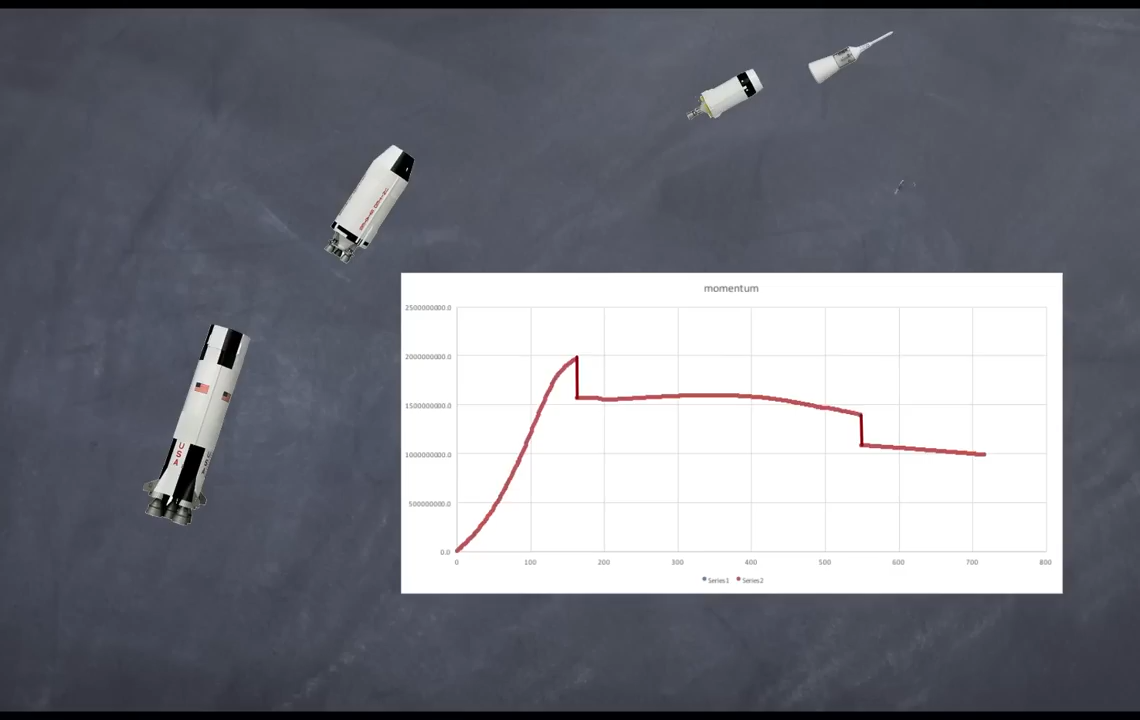 momentum
2500000000.0
2000000000.0
1500000000.0
1000000000.0
500000000.0
0.0
0 100 200 300 400 500 600 700 800
Series1 Series2
USA
USA